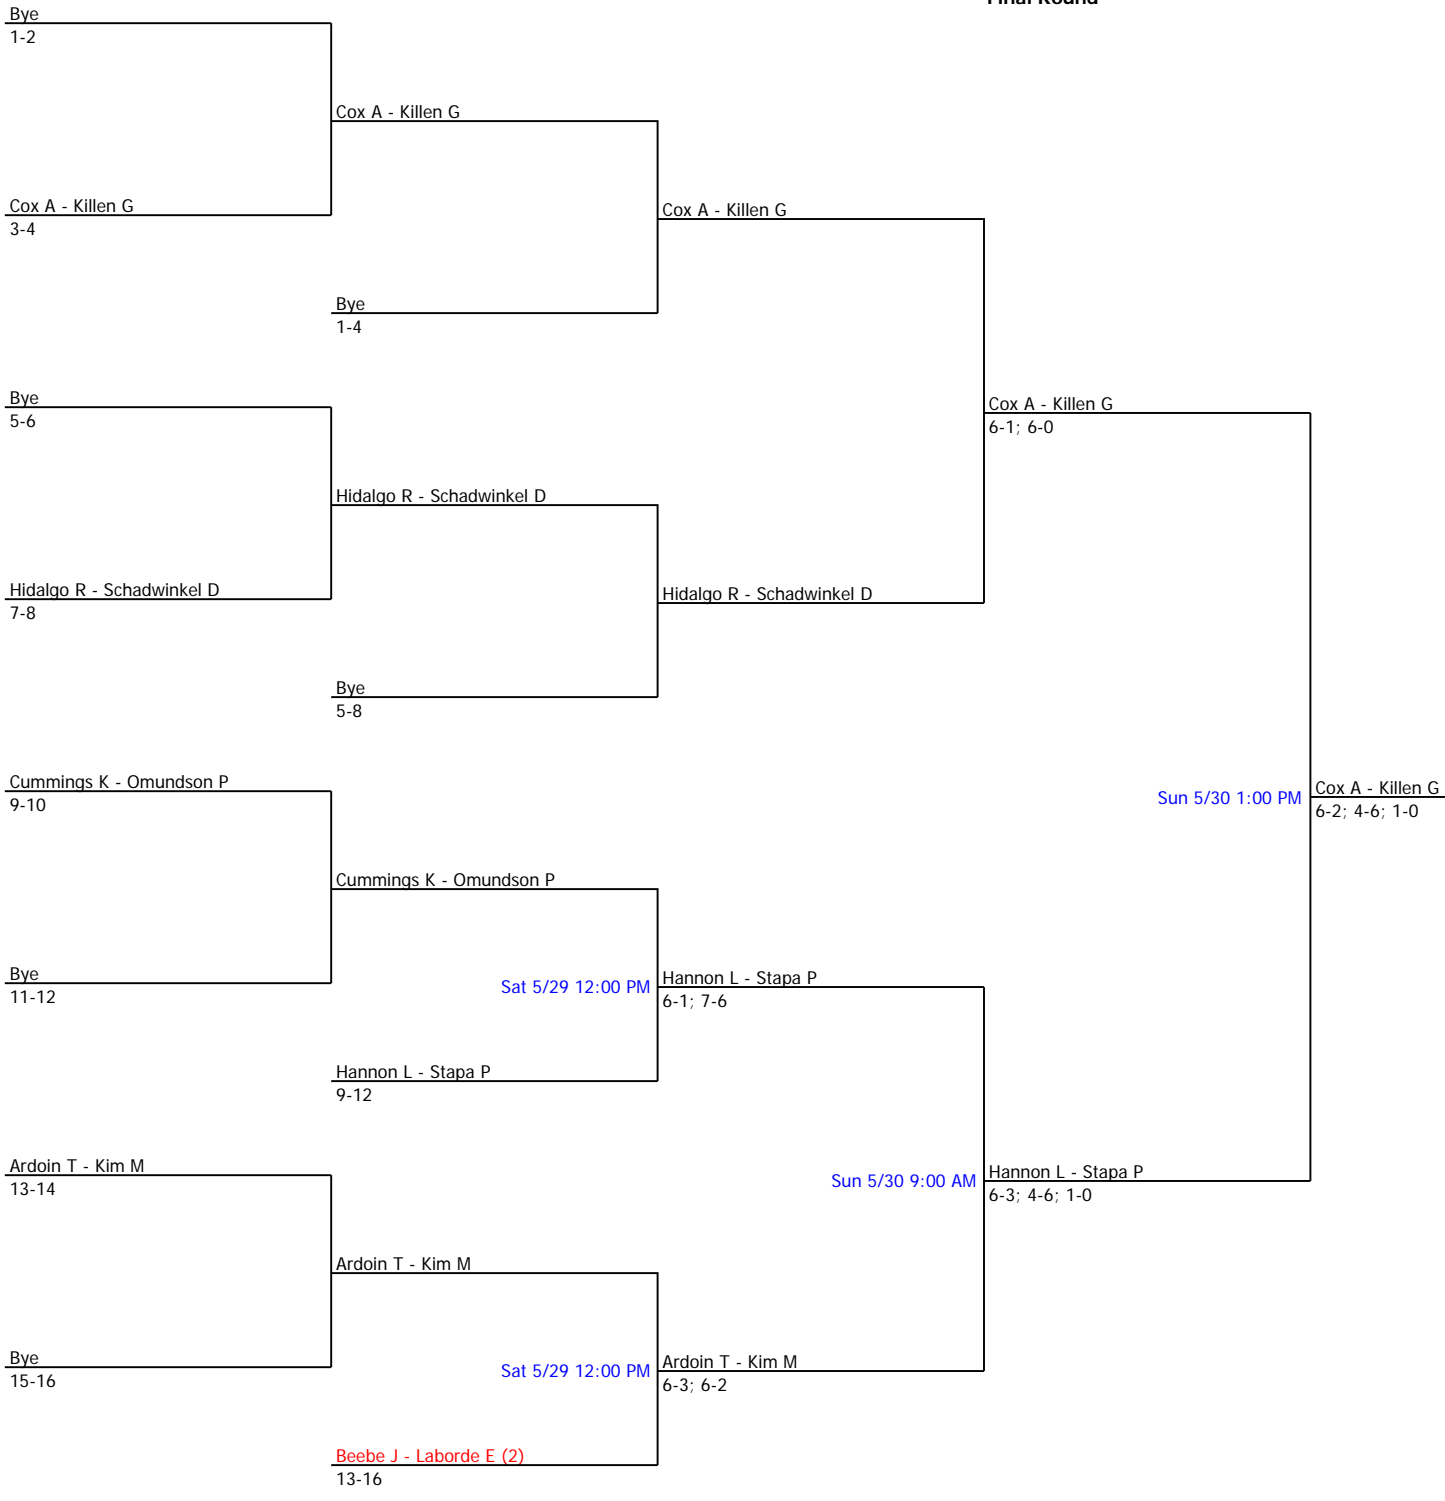 Final Round
Bye
1-2
Cox A - Killen G
Cox A - Killen G
3-4
Cox A - Killen G
Bye
1-4
Bye
5-6
Cox A - Killen G
6-1; 6-0
Hidalgo R - Schadwinkel D
Hidalgo R - Schadwinkel D
7-8
Hidalgo R - Schadwinkel D
Bye
5-8
Cummings K - Omundson P
9-10
Sun 5/30 1:00 PM
Cox A - Killen G
6-2; 4-6; 1-0
Cummings K - Omundson P
Bye
11-12
Sat 5/29 12:00 PM
Hannon L - Stapa P
6-1; 7-6
Hannon L - Stapa P
9-12
Ardoin T - Kim M
13-14
Sun 5/30 9:00 AM
Hannon L - Stapa P
6-3; 4-6; 1-0
Ardoin T - Kim M
Bye
15-16
Sat 5/29 12:00 PM
Ardoin T - Kim M
6-3; 6-2
Beebe J - Laborde E (2)
13-16